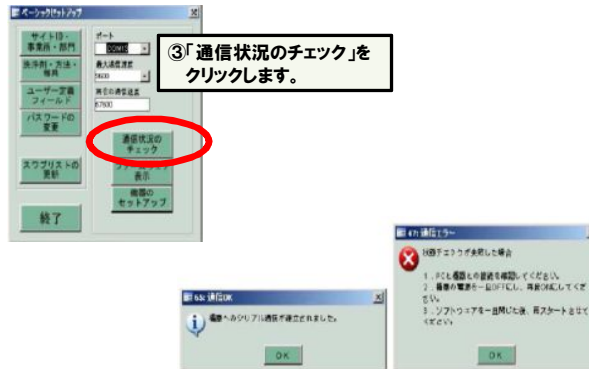 ベーシックセットアップ
サイトID・
事業所・部門
洗浄剤・方法・
器具
ユーザー定義
フィールド
パスワードの
変更
スワブリストの
更新
終了
ポート
COM10
最大通信速度
9600
現在の通信速度
57600
通信状況の
チェック
表示
機器の
セットアップ
③「通信状況のチェック」を
クリックします。
通信OK
機器へのシリアル通信が確立されました。
OK
47: 通信エラー
状態チェックが失敗した場合
1．PCと機器との接続を確認してください。
2．機器の電源を一旦OFFにし、再度ONにしてくだ
さい。
3．ソフトウェアを一旦閉じた後、再スタートさせて
ください。
OK